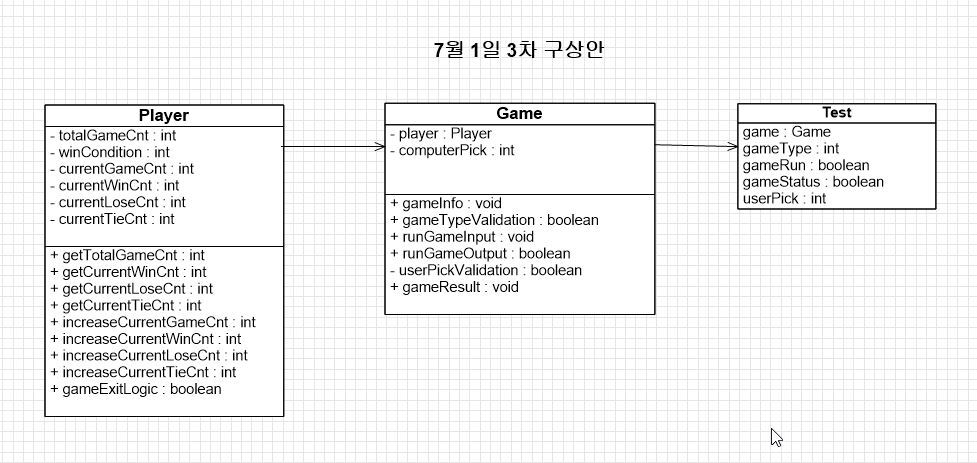 7월 1일 3차 구상안
Player
- totalGameCnt : int
- winCondition : int
- currentGameCnt : int
- currentWinCnt : int
- currentLoseCnt : int
- currentTieCnt : int
+ getTotalGameCnt : int
+ getCurrentWinCnt : int
+ getCurrentLoseCnt : int
+ getCurrentTieCnt : int
+ increaseCurrentGameCnt : int
+ increaseCurrentWinCnt : int
+ increaseCurrentLoseCnt : int
+ increaseCurrentTieCnt : int
+ gameExitLogic : boolean
Game
- player : Player
- computerPick : int
+ gameInfo : void
+ gameTypeValidation : boolean
+ runGameInput : void
+ runGameOutput : boolean
- userPickValidation : boolean
+ gameResult : void
Test
game : Game
gameType : int
gameRun : boolean
gameStatus : boolean
userPick : int